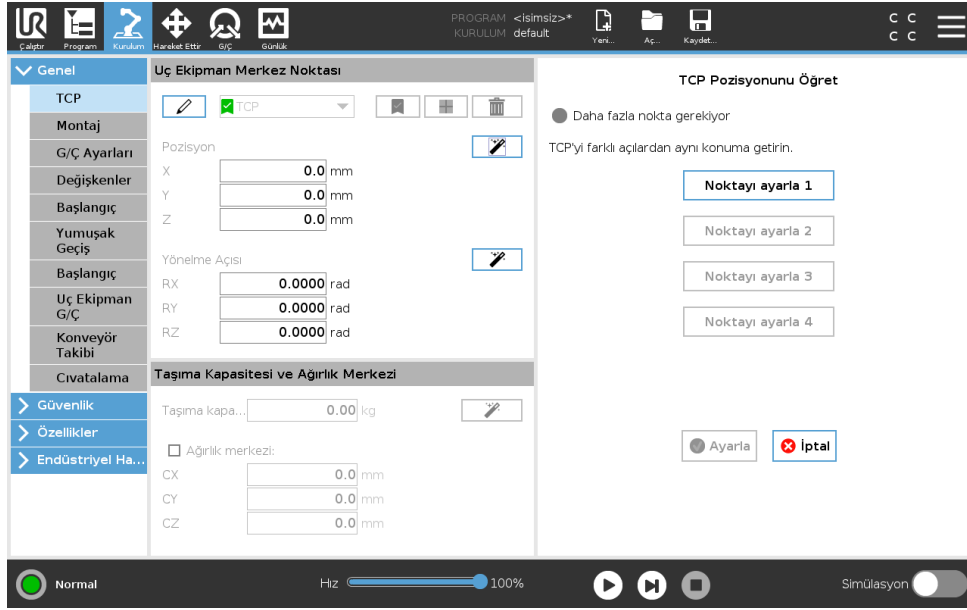 UR
PROGRAM <isimsiz>*
KURULUM default
C C
C C
Çalıştır Program Kurulum Hareket Ettir G/Ç Günlük Yeni... Aç... Kaydet...
Genel
TCP
Montaj
G/Ç Ayarları
Değişkenler
Başlangıç
Yumuşak
Geçiş
Başlangıç
Uç Ekipman
G/Ç
Konveyör
Takibi
Cıvatalama
Güvenlik
Özellikler
Endüstriyel Ha...
Uç Ekipman Merkez Noktası
TCP
Pozisyon
X 0.0 mm
Y 0.0 mm
Z 0.0 mm
Yönelme Açısı
RX 0.0000 rad
RY 0.0000 rad
RZ 0.0000 rad
Taşıma Kapasitesi ve Ağırlık Merkezi
Taşıma kapa... 0.00 kg
Ağırlık merkezi:
CX 0.0 mm
CY 0.0 mm
CZ 0.0 mm
TCP Pozisyonunu Öğret
Daha fazla nokta gerekiyor
TCP'yi farklı açılardan aynı konuma getirin.
Noktayı ayarla 1
Noktayı ayarla 2
Noktayı ayarla 3
Noktayı ayarla 4
Ayarla İptal
Normal Hız 100% Simülasyon